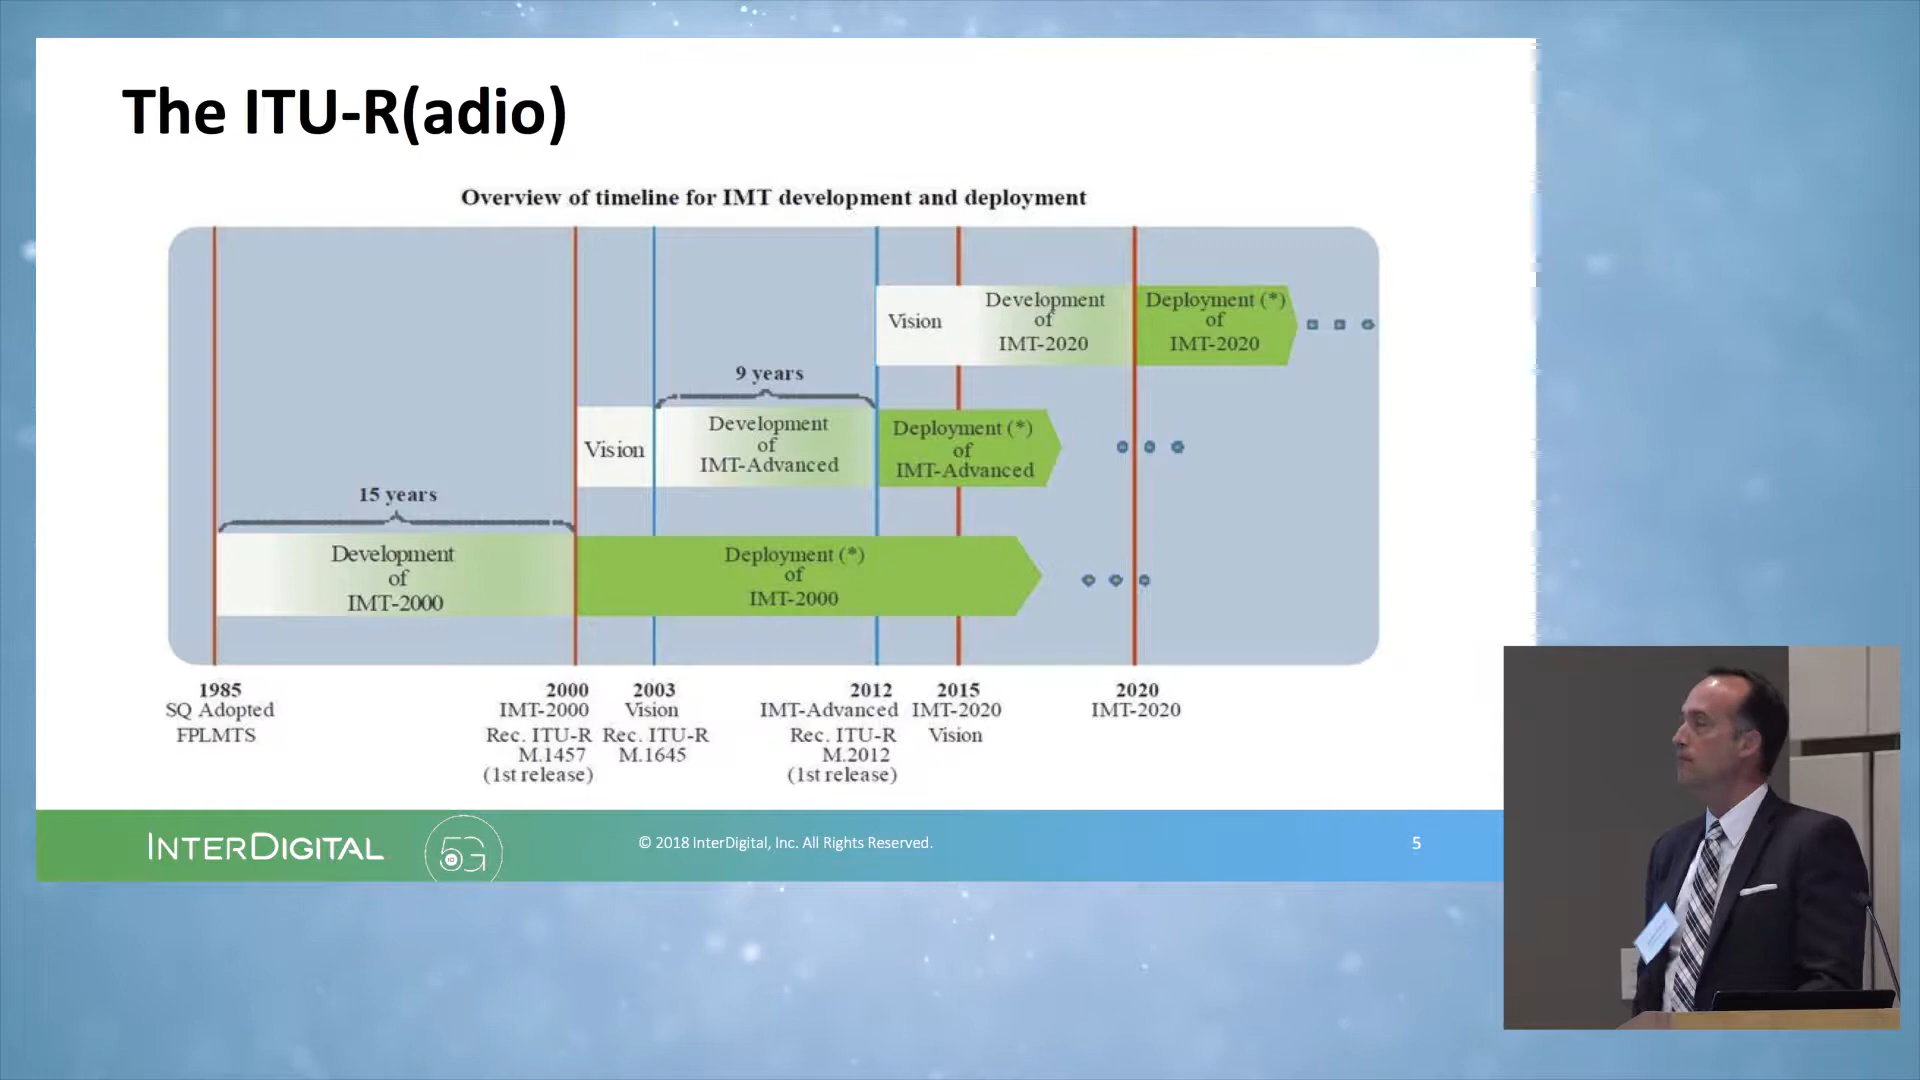 The ITU-R(adio)
Overview of timeline for IMT development and deployment
Vision
Development
of
IMT-2020
Deployment (*)
of
IMT-2020
9 years
Vision
Development
of
IMT-Advanced
Deployment (*)
of
IMT-Advanced
15 years
Development
of
IMT-2000
Deployment (*)
of
IMT-2000
1985
SQ Adopted
FPLMTS
2000
IMT-2000
Rec. ITU-R
M.1457
(1st release)
2003
Vision
Rec. ITU-R
M.1645
2012
IMT-Advanced
Rec. ITU-R
M.2012
(1st release)
2015
IMT-2020
Vision
2020
IMT-2020
INTERDIGITAL
5G
© 2018 InterDigital, Inc. All Rights Reserved.
5